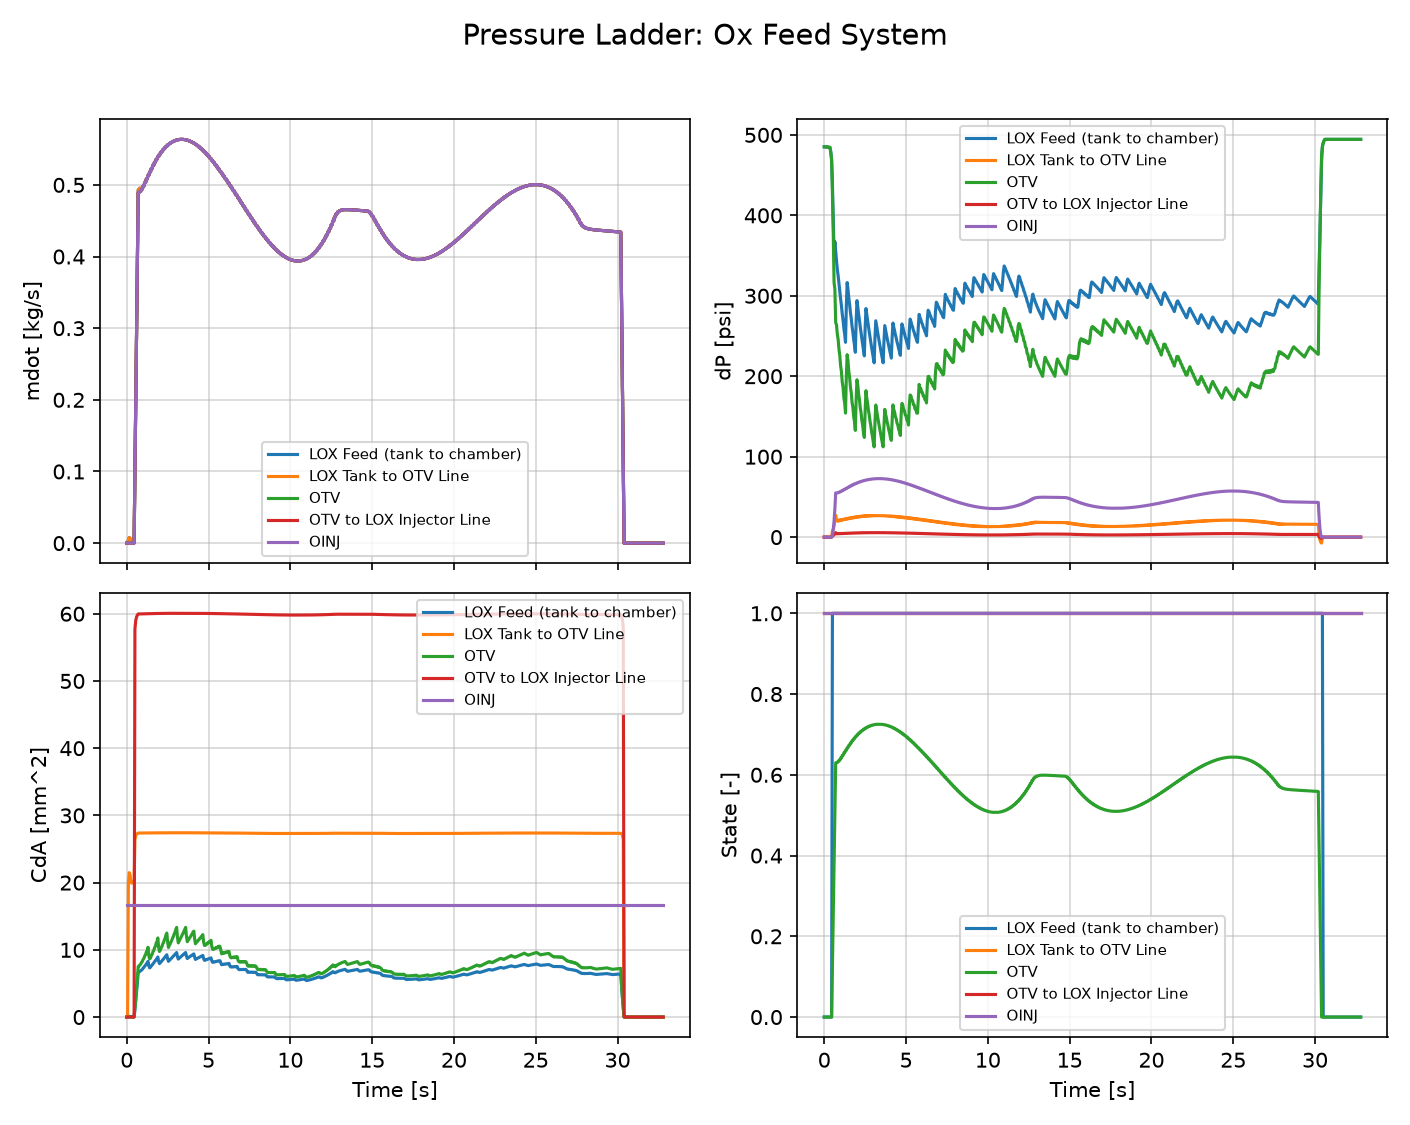 Pressure Ladder: Ox Feed System
mdot [kg/s]
0.5
0.4
0.3
0.2
0.1
0.0
LOX Feed (tank to chamber)
LOX Tank to OTV Line
OTV
OTV to LOX Injector Line
OINJ
dP [psi]
500
400
300
200
100
0
LOX Feed (tank to chamber)
LOX Tank to OTV Line
OTV
OTV to LOX Injector Line
OINJ
CdA [mm^2]
60
50
40
30
20
10
0
LOX Feed (tank to chamber)
LOX Tank to OTV Line
OTV
OTV to LOX Injector Line
OINJ
0 5 10 15 20 25 30
Time [s]
State [-]
1.0
0.8
0.6
0.4
0.2
0.0
LOX Feed (tank to chamber)
LOX Tank to OTV Line
OTV
OTV to LOX Injector Line
OINJ
0 5 10 15 20 25 30
Time [s]